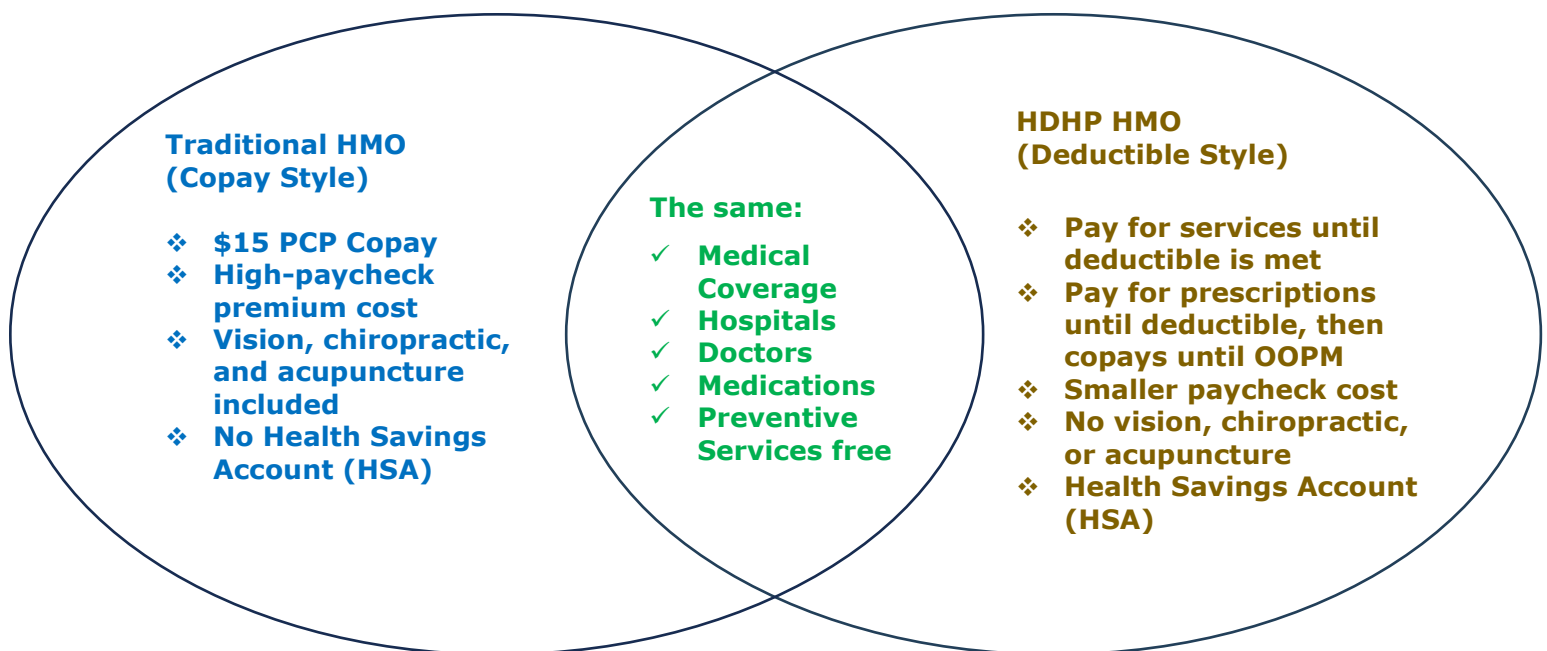 Traditional HMO
(Copay Style)
❖ $15 PCP Copay
❖ High-paycheck
premium cost
❖ Vision, chiropractic,
and acupuncture
included
❖ No Health Savings
Account (HSA)
The same:
✓ Medical
Coverage
✓ Hospitals
✓ Doctors
✓ Medications
✓ Preventive
Services free
HDHP HMO
(Deductible Style)
❖ Pay for services until
deductible is met
❖ Pay for prescriptions
until deductible, then
copays until OOPM
❖ Smaller paycheck cost
❖ No vision, chiropractic,
or acupuncture
❖ Health Savings Account
(HSA)